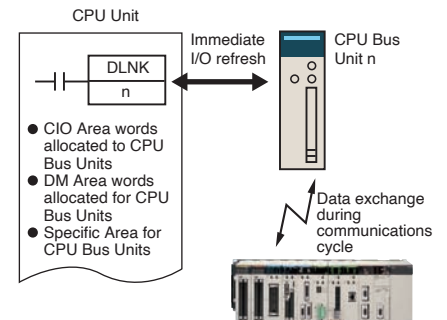 CPU Unit
DLNK
n
● CIO Area words
allocated to CPU
Bus Units
● DM Area words
allocated for CPU
Bus Units
● Specific Area for
CPU Bus Units
Immediate
I/O refresh
CPU Bus
Unit n
Data exchange
during
communications
cycle